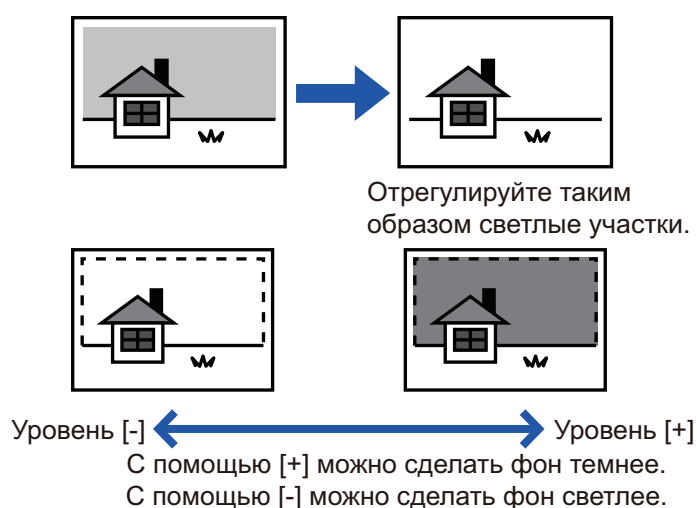 Отрегулируйте таким
образом светлые участки.
Уровень [-]
Уровень [+]
С помощью [+] можно сделать фон темнее.
С помощью [-] можно сделать фон светлее.